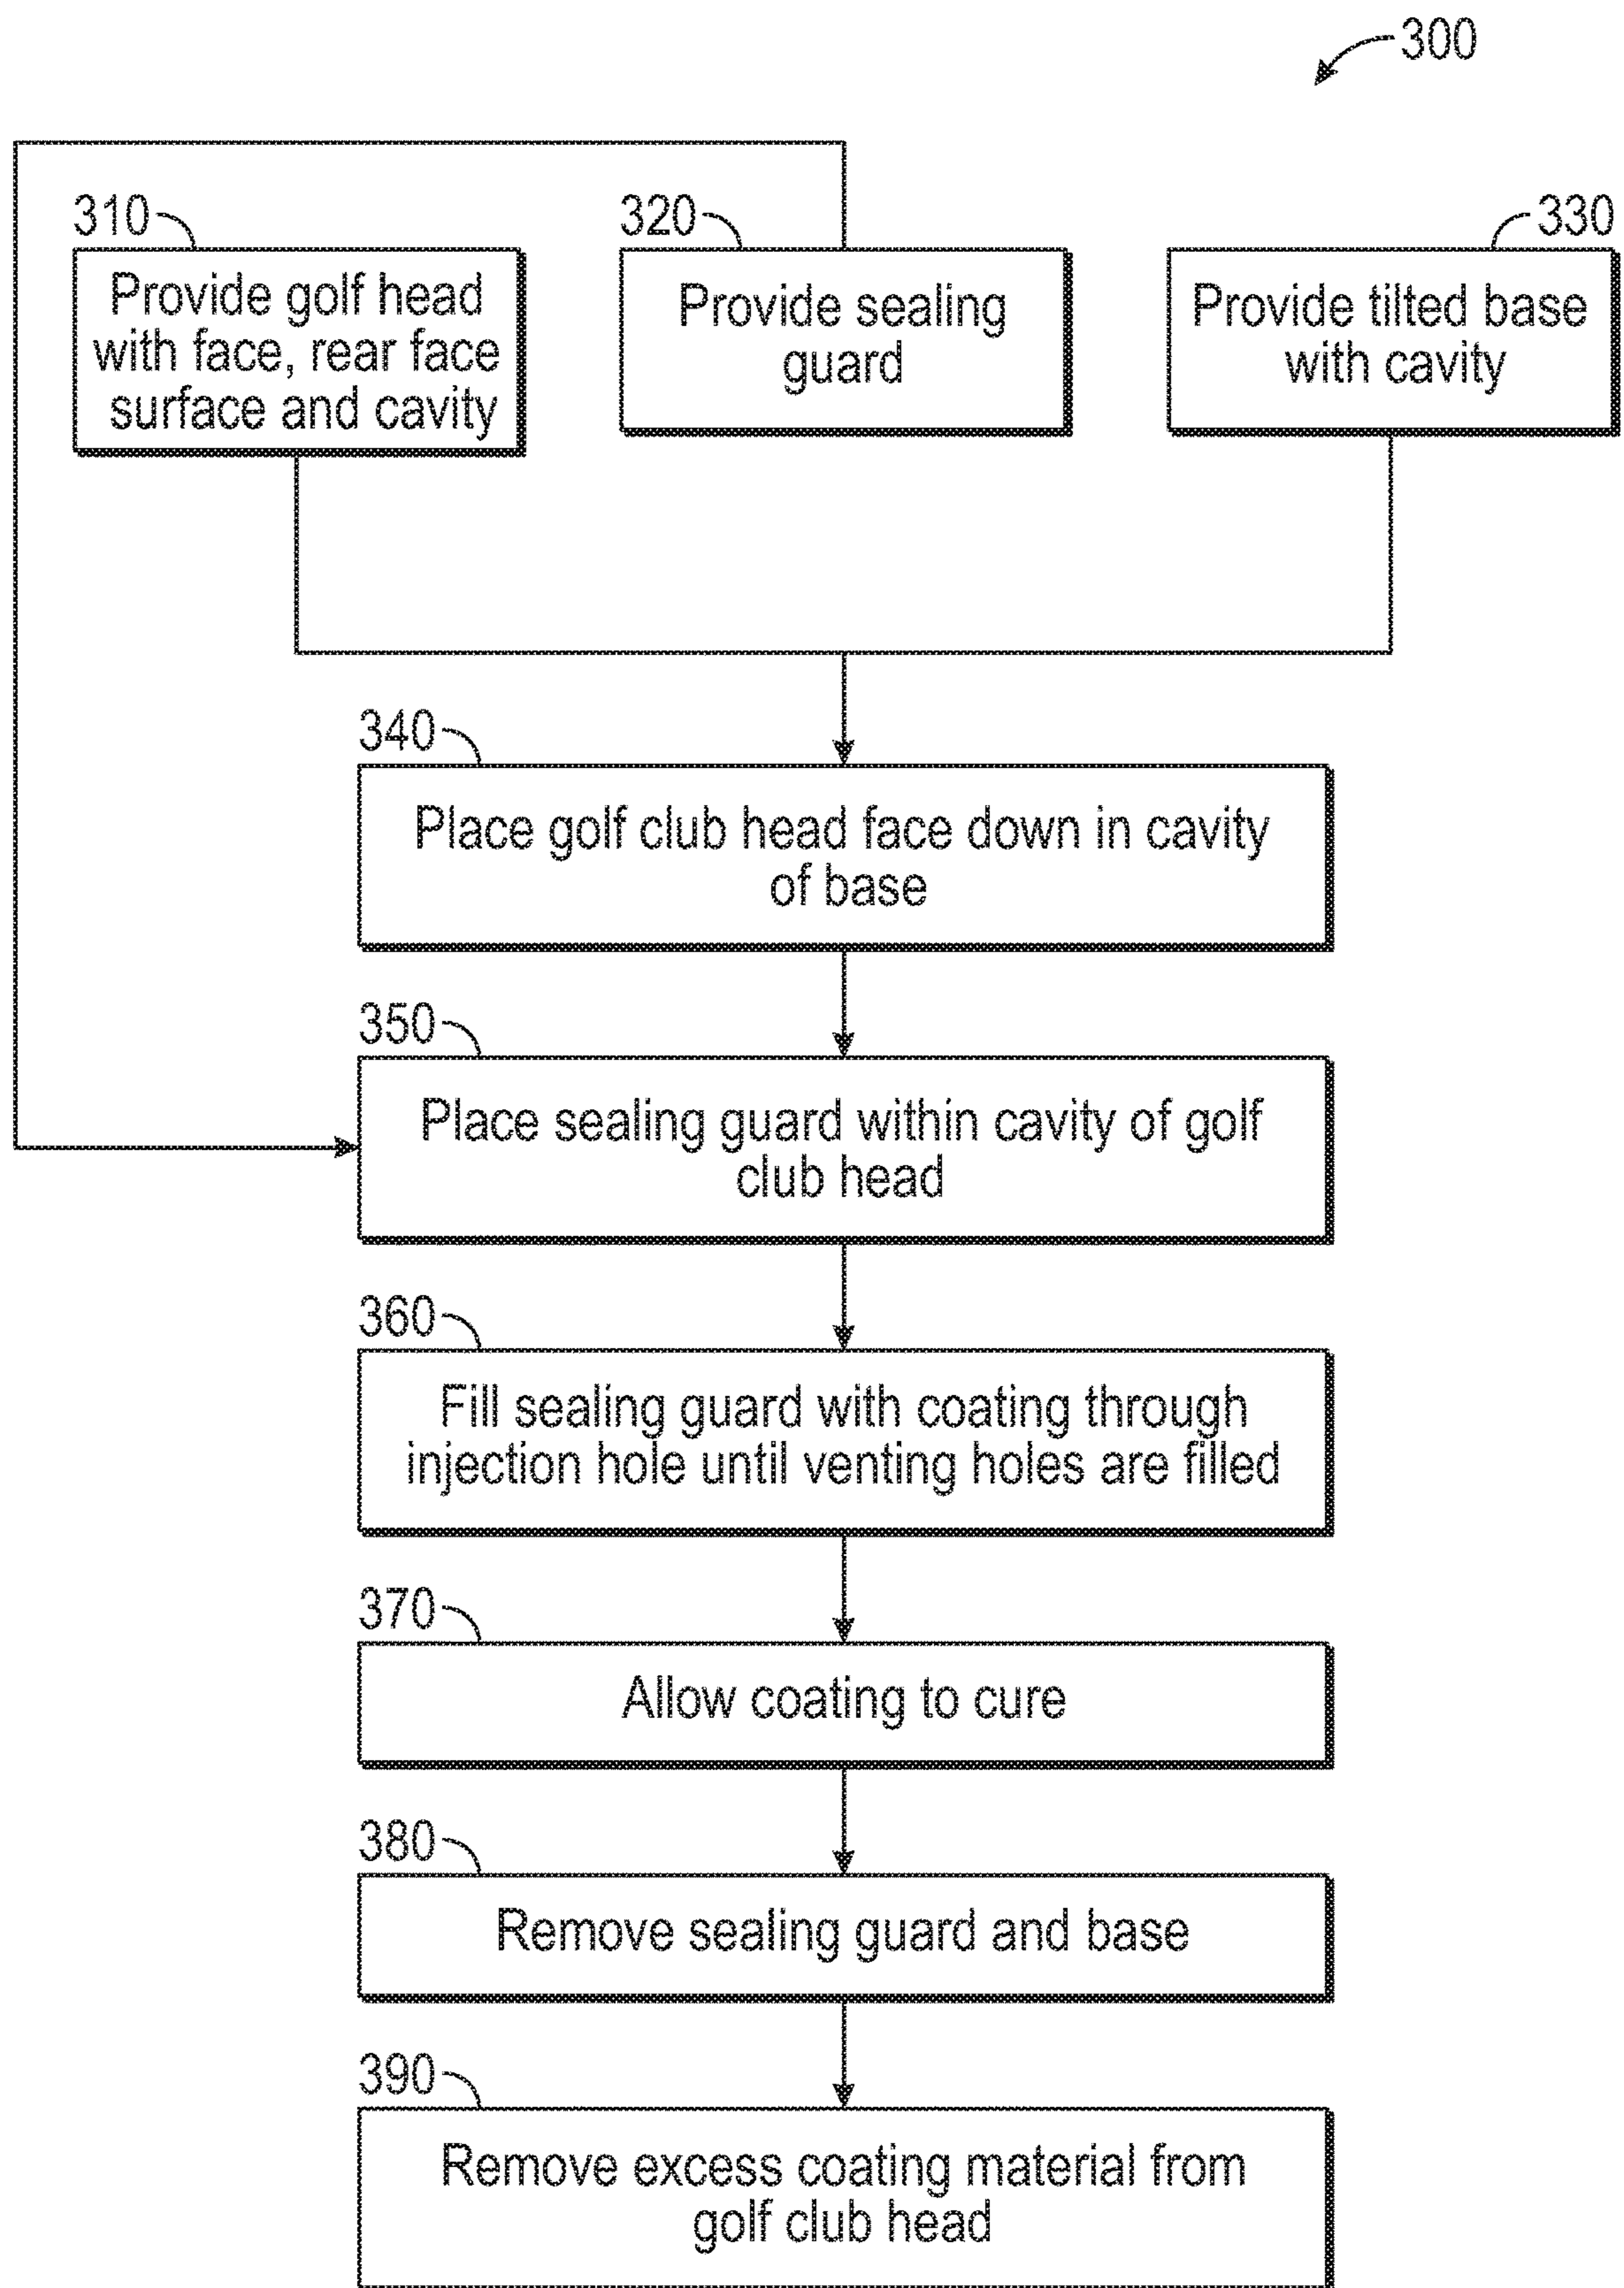 300
310
Provide golf head
with face, rear face
surface and cavity
320
Provide sealing
guard
330
Provide tilted base
with cavity
340
Place golf club head face down in cavity
of base
350
Place sealing guard within cavity of golf
club head
360
Fill sealing guard with coating through
injection hole until venting holes are filled
370
Allow coating to cure
380
Remove sealing guard and base
390
Remove excess coating material from
golf club head